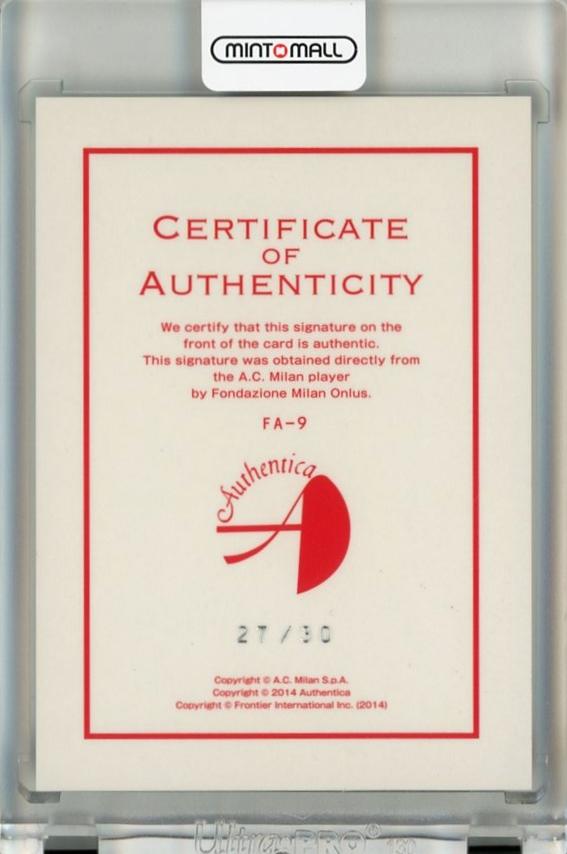 MINTOMALL
CERTIFICATE
OF
AUTHENTICITY
We certify that this signature on the
front of the card is authentic.
This signature was obtained directly from
the A.C. Milan player
by Fondazione Milan Onlus.
FA-9
Authentica
27/30
Copyright © A.C. Milan S.p.A.
Copyright © 2014 Authentica
Copyright © Frontier International Inc. (2014)
Ultra PRO®